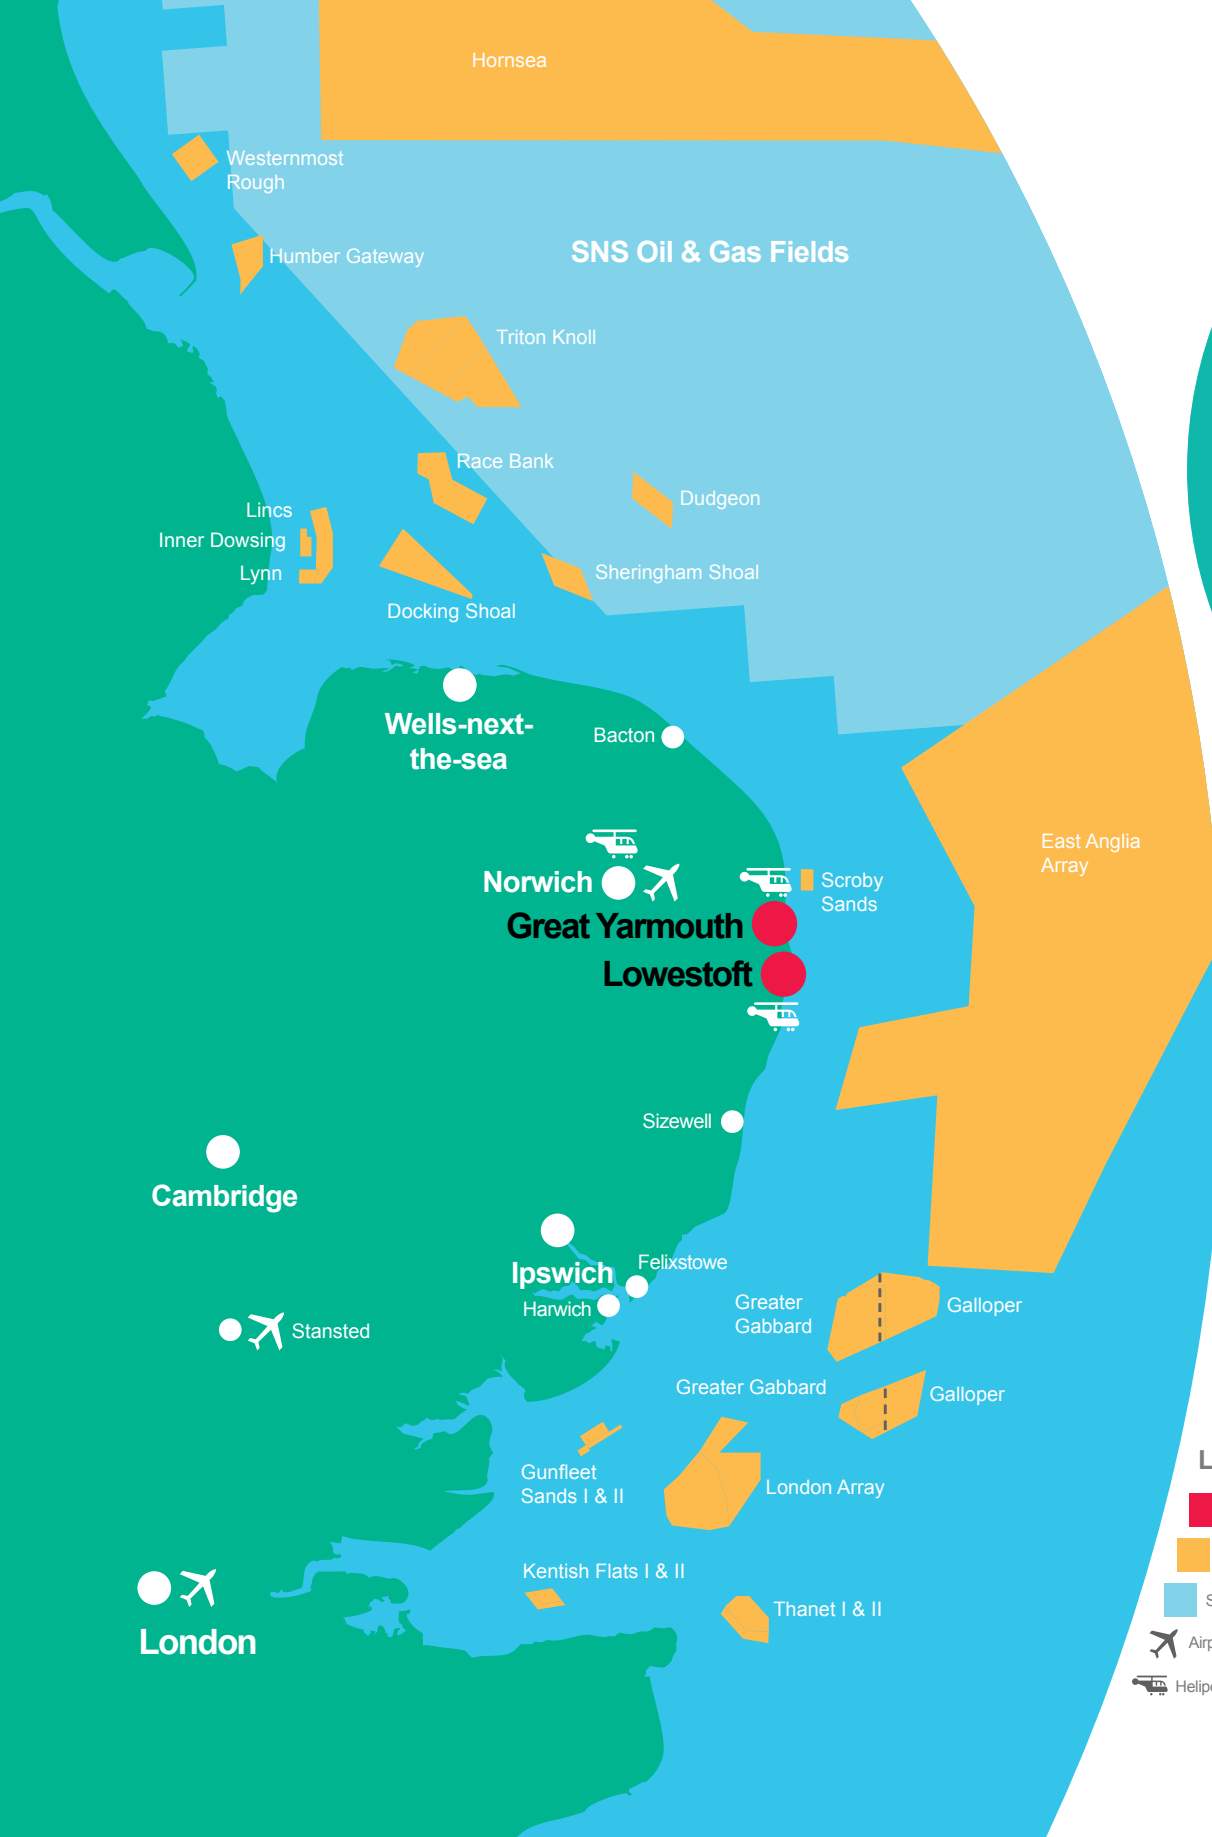 Hornsea
Westernmost
Rough
SNS Oil & Gas Fields
Humber Gateway
Triton Knoll
Race Bank
Dudgeon
Lincs
Inner Dowsing
Lynn
Sheringham Shoal
Docking Shoal
Wells-next-
the-sea
Bacton
East Anglia
Array
Norwich
Scroby
Sands
Great Yarmouth
Lowestoft
Sizewell
Cambridge
Ipswich
Felixstowe
Harwich
Greater
Gabbard
Galloper
Stansted
Greater Gabbard
Galloper
Gunfleet
Sands I & II
London Array
Kentish Flats I & II
Thanet I & II
London
L
S
Airp
Helip